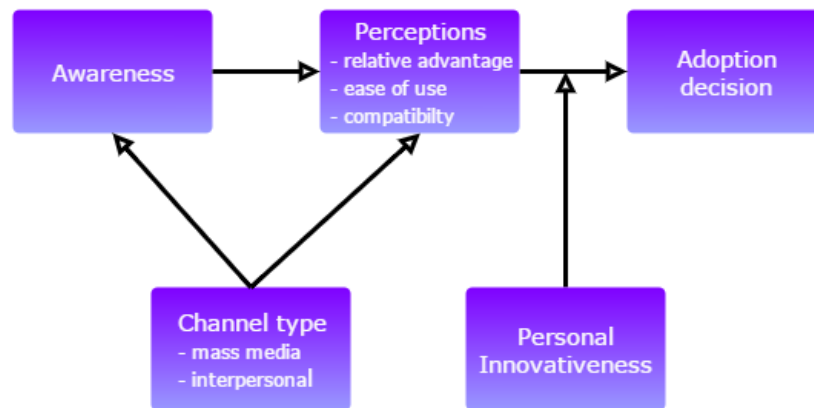 Awareness
Perceptions
- relative advantage
- ease of use
- compatibilty
Adoption
decision
Channel type
- mass media
- interpersonal
Personal
Innovativeness